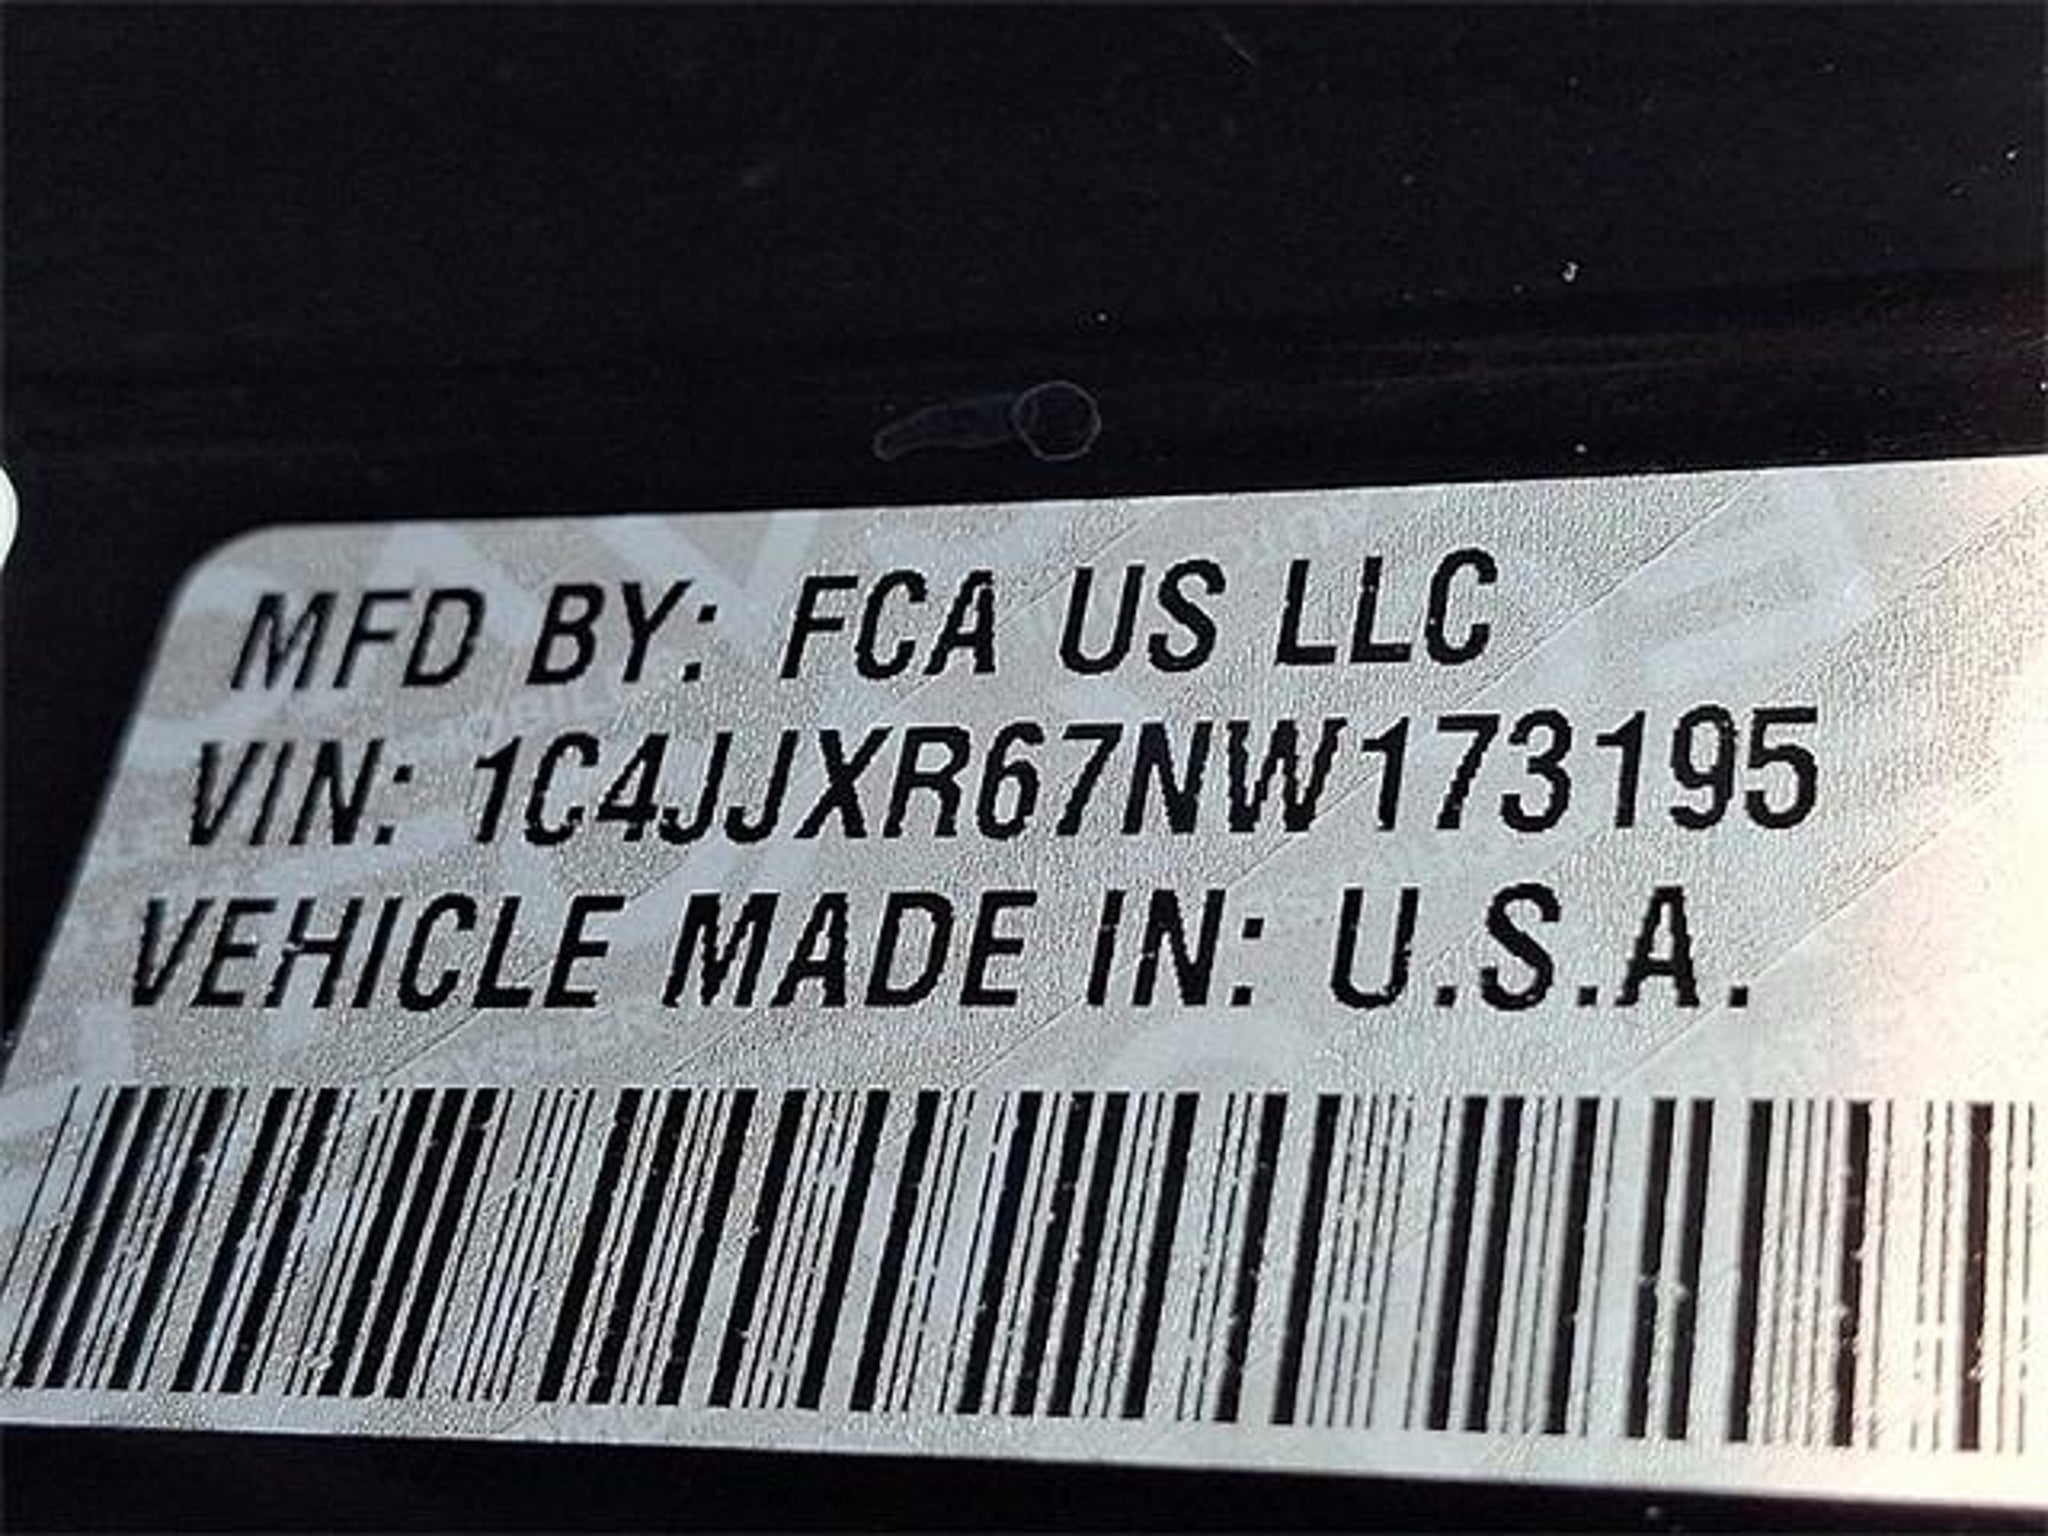 MFD BY: FCA US LLC
VIN: 1C4JJXR67NW173195
VEHICLE MADE IN: U.S.A.